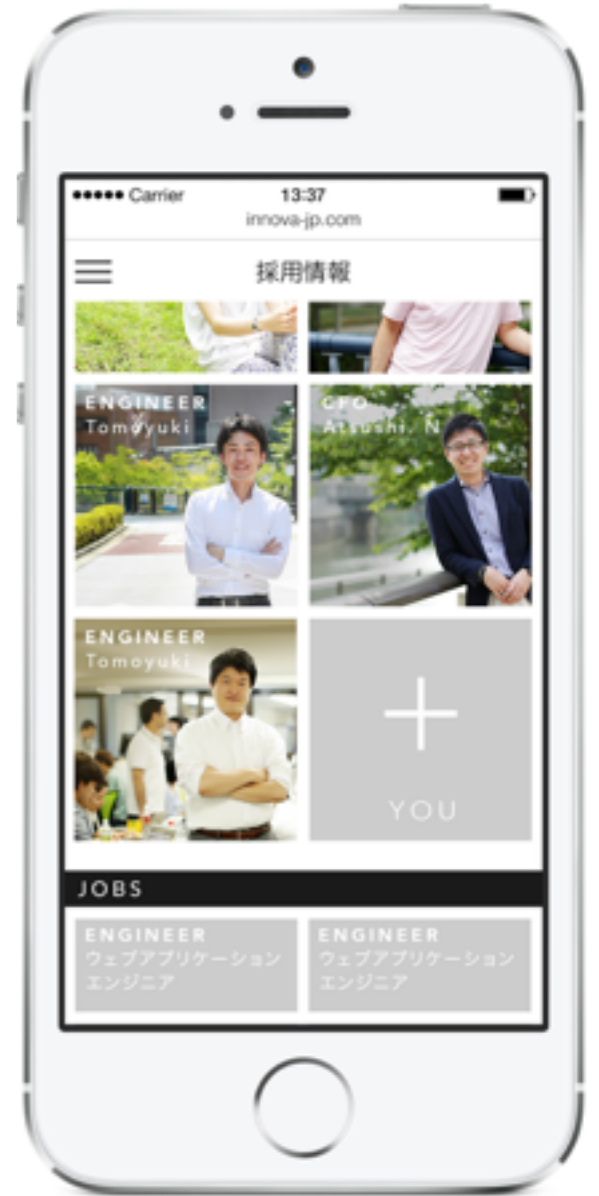 Carrier 13:37
innova-jp.com
採用情報
ENGINEER
Tomoyuki
CFO
Atsushi. N
ENGINEER
Tomoyuki
YOU
JOBS
ENGINEER
ウェブアプリケーション
エンジニア
ENGINEER
ウェブアプリケーション
エンジニア